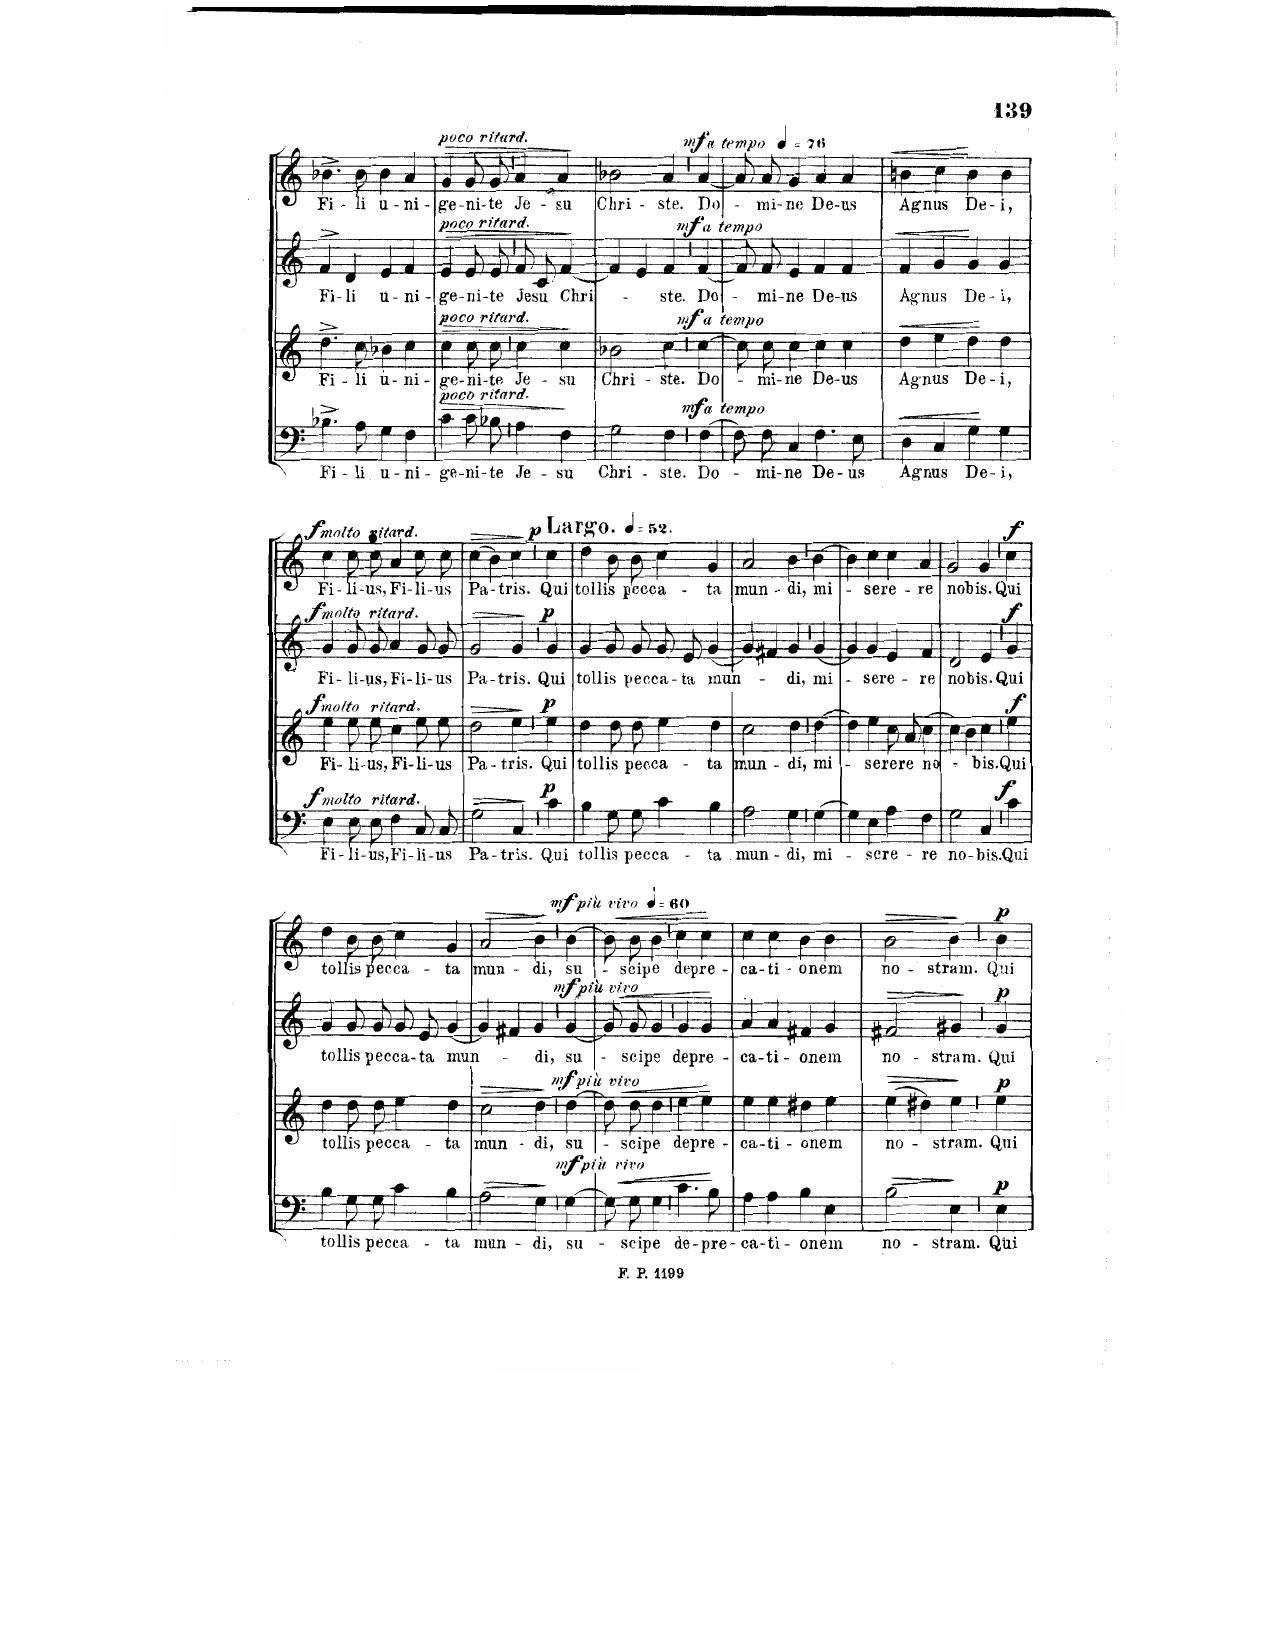 139
poco ritard.
mf a tempo ♩ = 76
Fi - li u - ni - ge - ni - te Je - su Chri - ste. Do - mi - ne De - us Agnus De - i,
poco ritard.
mf a tempo
Fi - li u - ni - ge - ni - te Jesu Chri - ste. Do - mi - ne De - us Agnus De - i,
poco ritard.
mf a tempo
Fi - li u - ni - ge - ni - te Je - su Chri - ste. Do - mi - ne De - us Agnus De - i,
poco ritard.
mf a tempo
Fi - li u - ni - ge - ni - te Je - su Chri - ste. Do - mi - ne De - us Agnus De - i,
f molto ritard.
p Largo. ♩ = 52.
f
Fi - li - us, Fi - li - us Pa - tris. Qui tollis pecca - ta mun - di, mi - sere - re nobis. Qui
f molto ritard.
p
f
Fi - li - us, Fi - li - us Pa - tris. Qui tollis pecca - ta mun - di, mi - sere - re nobis. Qui
f molto ritard.
p
f
Fi - li - us, Fi - li - us Pa - tris. Qui tollis pecca - ta mun - di, mi - serere no - bis. Qui
f molto ritard.
p
f
Fi - li - us, Fi - li - us Pa - tris. Qui tollis pecca - ta mun - di, mi - sere - re no - bis. Qui
mf più vivo ♩ = 60
p
tollis pecca - ta mun - di, su - scipe depre - ca - ti - onem no - stram. Qui
mf più vivo
p
tollis pecca - ta mun - di, su - scipe depre - ca - ti - onem no - stram. Qui
mf più vivo
p
tollis pecca - ta mun - di, su - scipe depre - ca - ti - onem no - stram. Qui
mf più vivo
p
tollis pecca - ta mun - di, su - scipe de - pre - ca - ti - onem no - stram. Qui
F. P. 1199